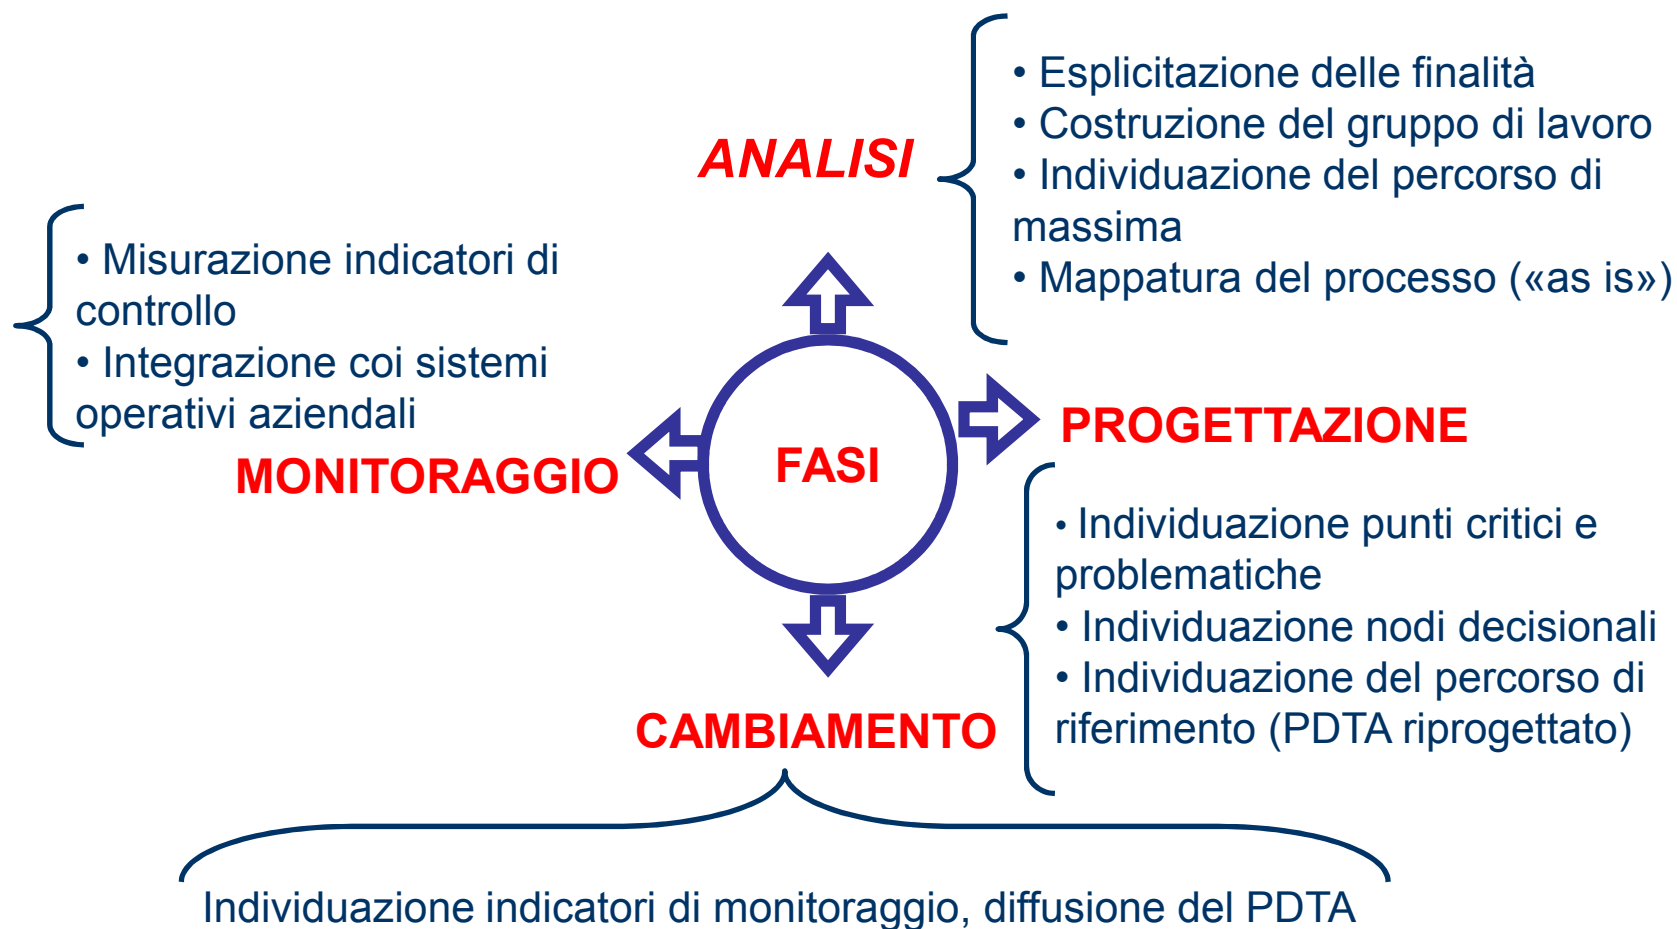 ANALISI
• Esplicitazione delle finalità
• Costruzione del gruppo di lavoro
• Individuazione del percorso di
massima
• Mappatura del processo («as is»)
• Misurazione indicatori di
controllo
• Integrazione coi sistemi
operativi aziendali
MONITORAGGIO
FASI
PROGETTAZIONE
• Individuazione punti critici e
problematiche
• Individuazione nodi decisionali
• Individuazione del percorso di
riferimento (PDTA riprogettato)
CAMBIAMENTO
Individuazione indicatori di monitoraggio, diffusione del PDTA